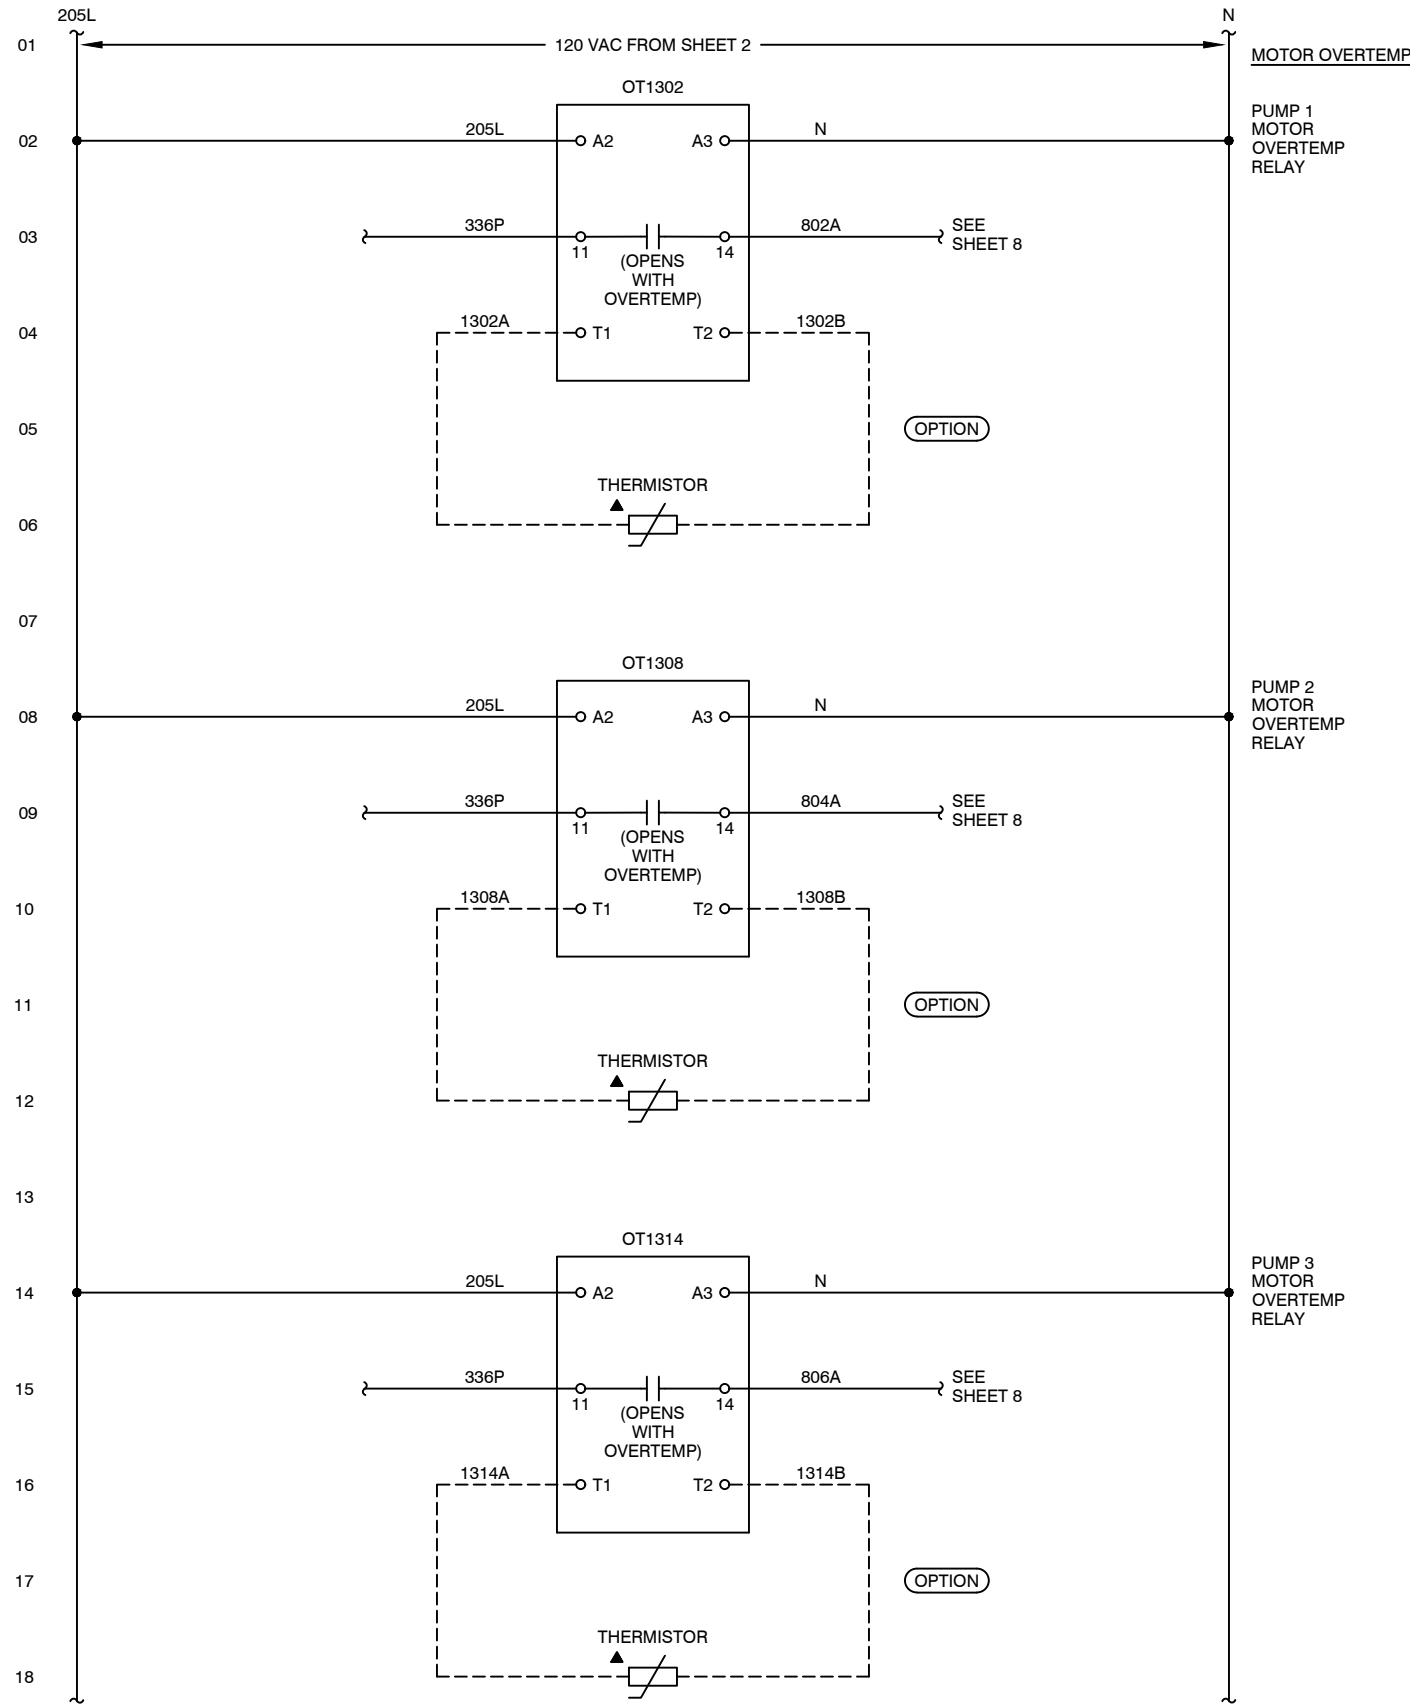 205L
N
01
120 VAC FROM SHEET 2
MOTOR OVERTEMP
OT1302
PUMP 1
MOTOR
OVERTEMP
RELAY
02
205L
A2
A3
N
03
336P
11
14
802A
SEE
SHEET 8
(OPENS
WITH
OVERTEMP)
04
1302A
T1
T2
1302B
05
OPTION
THERMISTOR
06
07
OT1308
PUMP 2
MOTOR
OVERTEMP
RELAY
08
205L
A2
A3
N
09
336P
11
14
804A
SEE
SHEET 8
(OPENS
WITH
OVERTEMP)
10
1308A
T1
T2
1308B
11
OPTION
THERMISTOR
12
13
OT1314
PUMP 3
MOTOR
OVERTEMP
RELAY
14
205L
A2
A3
N
15
336P
11
14
806A
SEE
SHEET 8
(OPENS
WITH
OVERTEMP)
16
1314A
T1
T2
1314B
17
OPTION
THERMISTOR
18